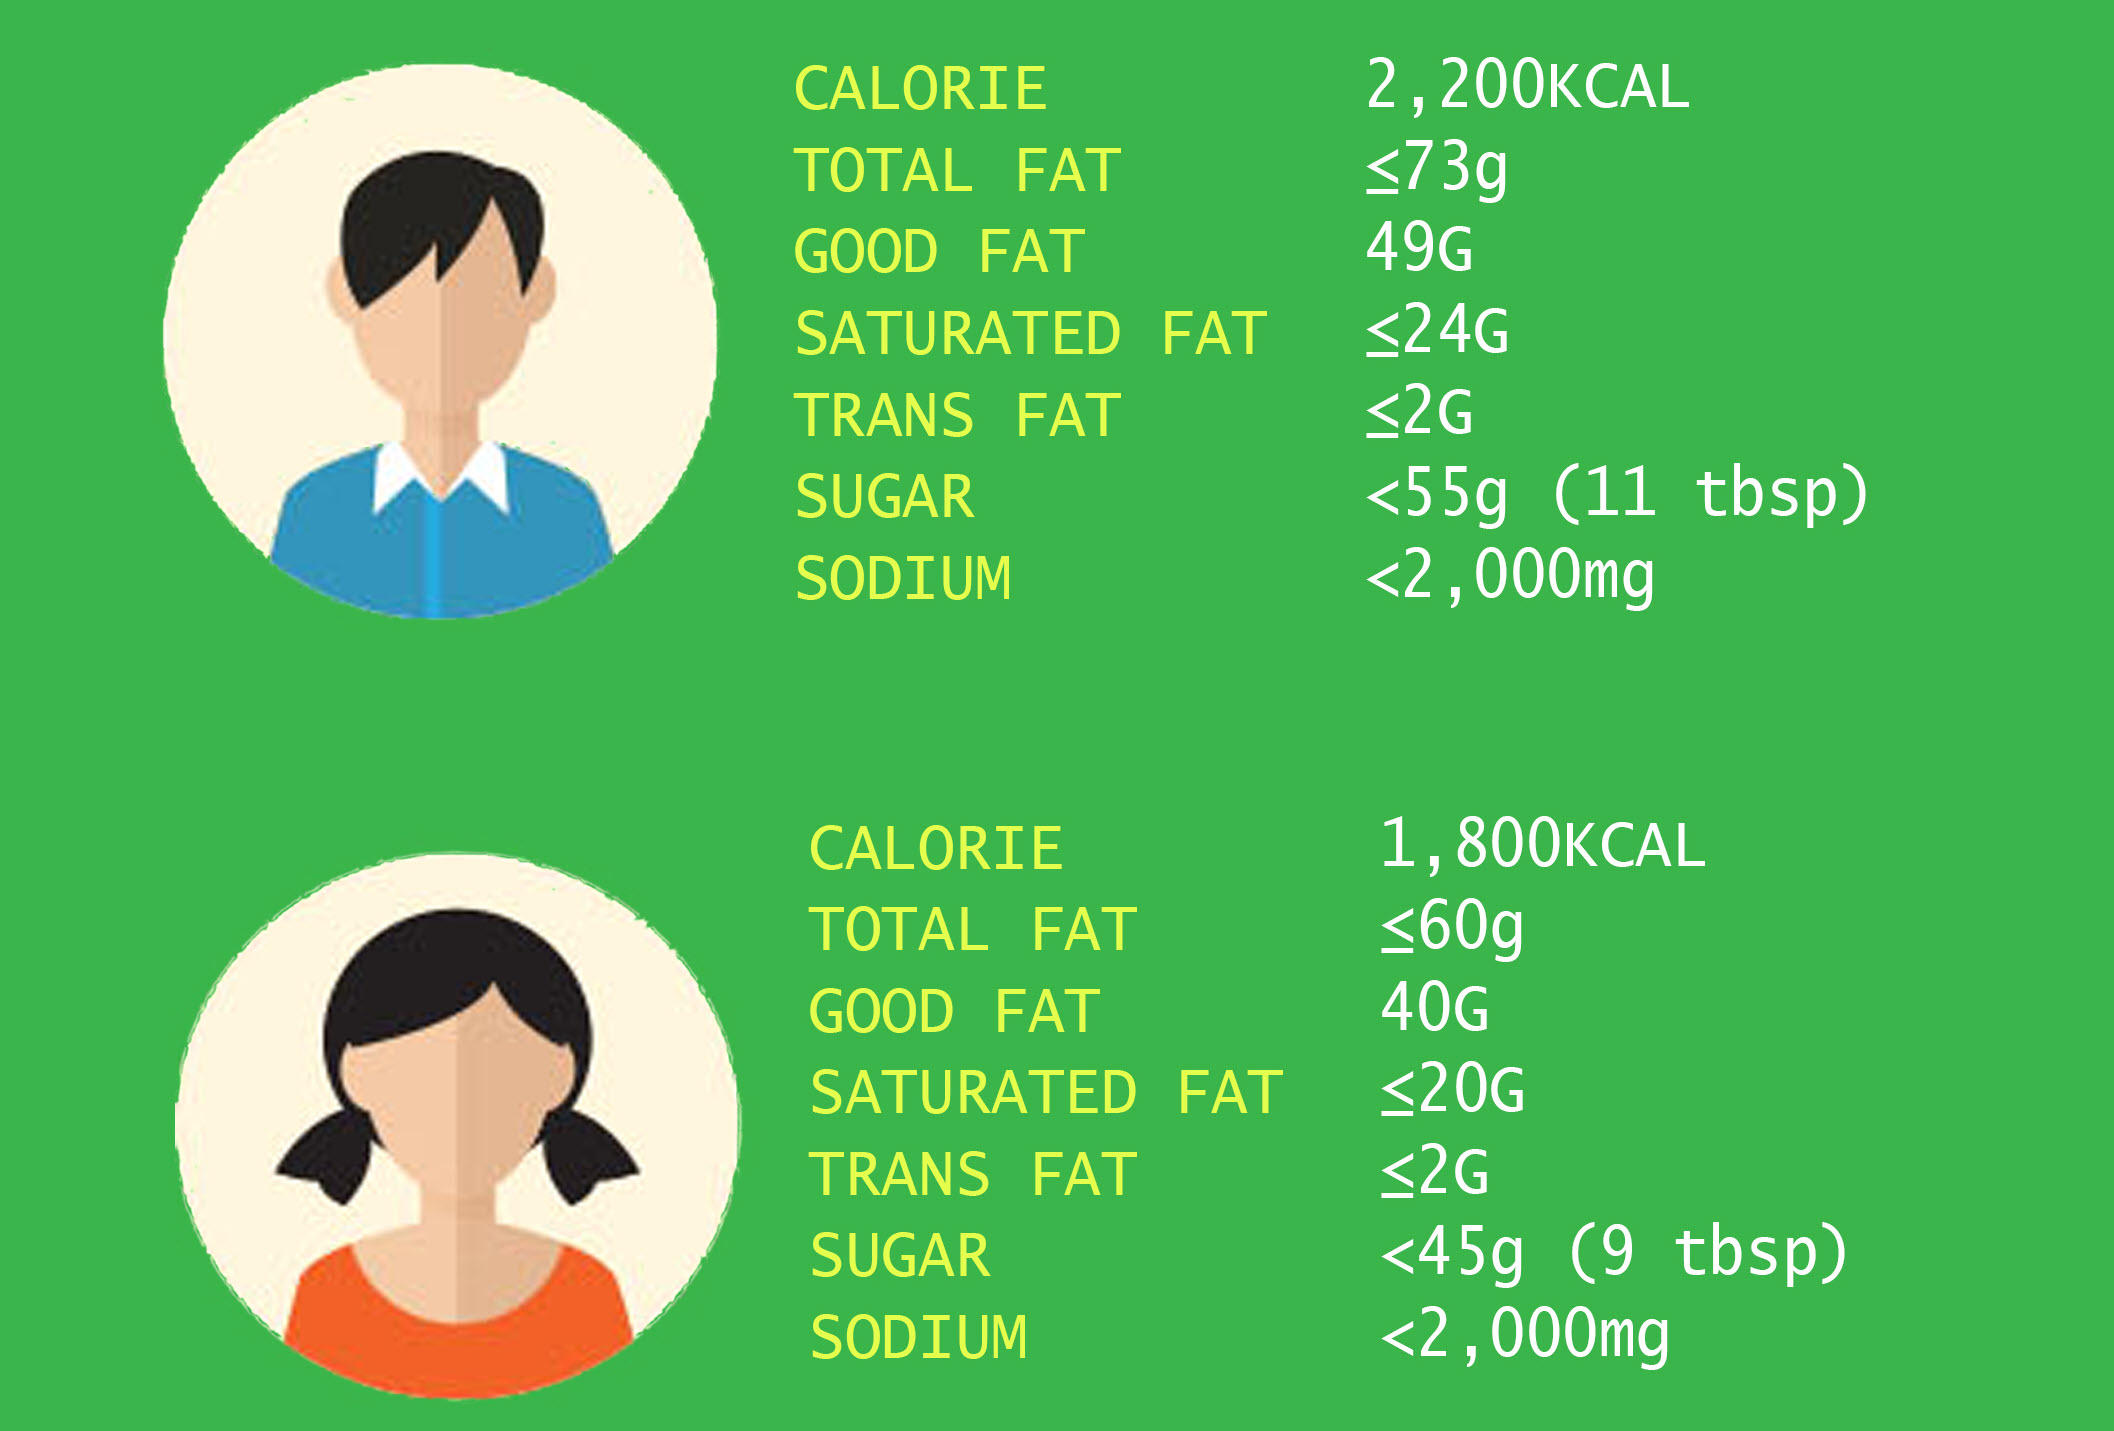 CALORIE 2,200KCAL
TOTAL FAT ≤73g
GOOD FAT 49G
SATURATED FAT ≤24G
TRANS FAT ≤2G
SUGAR <55g (11 tbsp)
SODIUM <2,000mg
CALORIE 1,800KCAL
TOTAL FAT ≤60g
GOOD FAT 40G
SATURATED FAT ≤20G
TRANS FAT ≤2G
SUGAR <45g (9 tbsp)
SODIUM <2,000mg